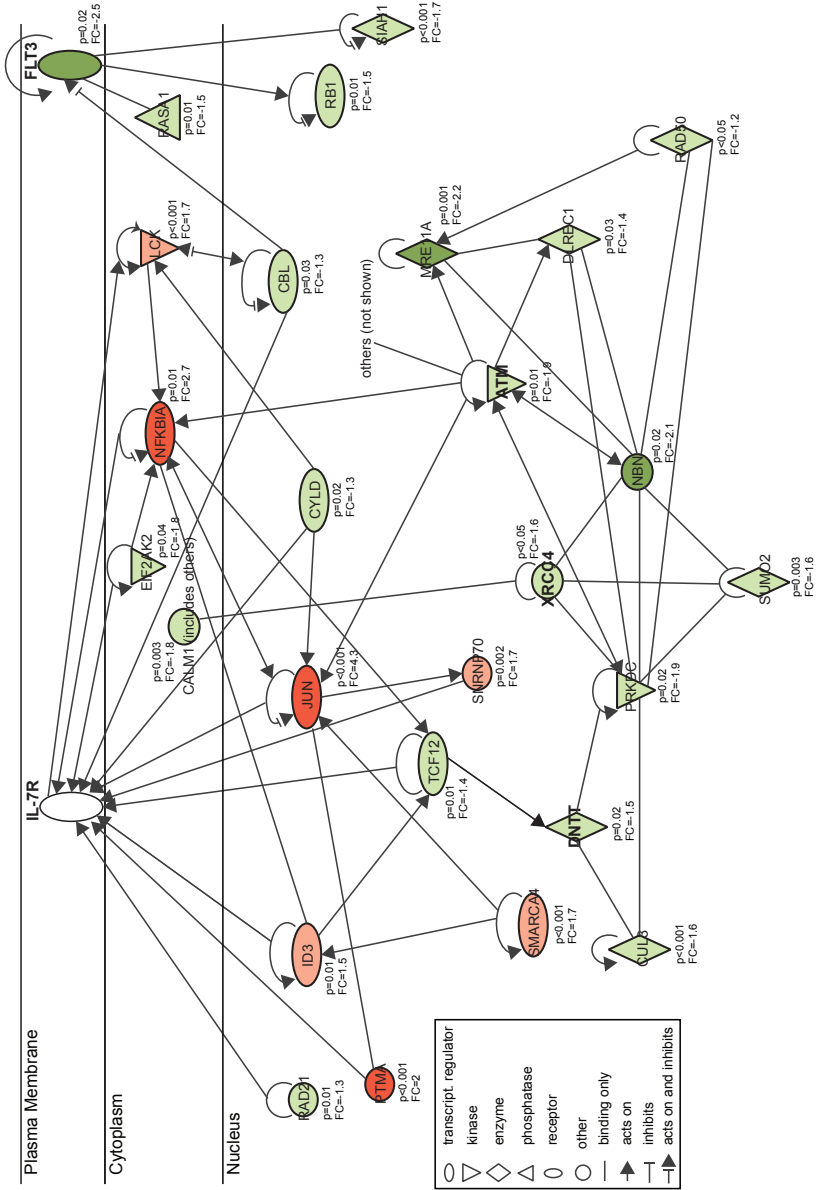 Plasma Membrane
IL-7R
FLT3
p=0.02
FC=-2.5
Cytoplasm
RASA1
p=0.01
FC=-1.5
LCK
p<0.001
FC=1.7
NFKBIA
p=0.01
FC=2.7
EIF2AK2
p=0.04
FC=-1.8
CALM1 (includes others)
p=0.003
FC=-1.8
Nucleus
SIAH1
p<0.001
FC=-1.7
RB1
p=0.01
FC=-1.5
CBL
p=0.03
FC=-1.3
CYLD
p=0.02
FC=-1.3
JUN
p<0.001
FC=4.3
ID3
p=0.01
FC=1.5
RAD21
p=0.01
FC=-1.3
PTMA
p<0.001
FC=2
TCF12
p=0.01
FC=-1.4
SNRNP70
p=0.002
FC=1.7
others (not shown)
MRE11A
p=0.001
FC=-2.2
ATM
p=0.01
FC=-1.9
XRCC4
p<0.05
FC=-1.6
SMARCA4
p<0.001
FC=1.7
DNTT
p=0.02
FC=-1.5
DCLREC1
p=0.03
FC=-1.4
RAD50
p<0.05
FC=-1.2
NBN
p=0.02
FC=-2.1
PRKDC
p=0.02
FC=-1.9
CUL3
p<0.001
FC=-1.6
SUMO2
p=0.003
FC=-1.6
transcript. regulator
kinase
enzyme
phosphatase
receptor
other
binding only
acts on
inhibits
acts on and inhibits